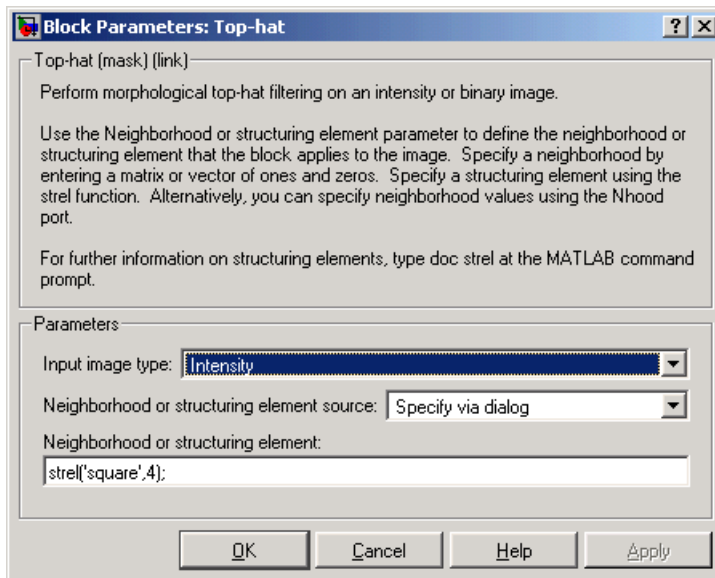 Block Parameters: Top-hat
Top-hat (mask) (link)
Perform morphological top-hat filtering on an intensity or binary image.
Use the Neighborhood or structuring element parameter to define the neighborhood or
structuring element that the block applies to the image.  Specify a neighborhood by
entering a matrix or vector of ones and zeros.  Specify a structuring element using the
strel function.  Alternatively, you can specify neighborhood values using the Nhood
port.
For further information on structuring elements, type doc strel at the MATLAB command
prompt.
Parameters
Input image type: Intensity
Neighborhood or structuring element source: Specify via dialog
Neighborhood or structuring element:
strel('square',4);
OK Cancel Help Apply